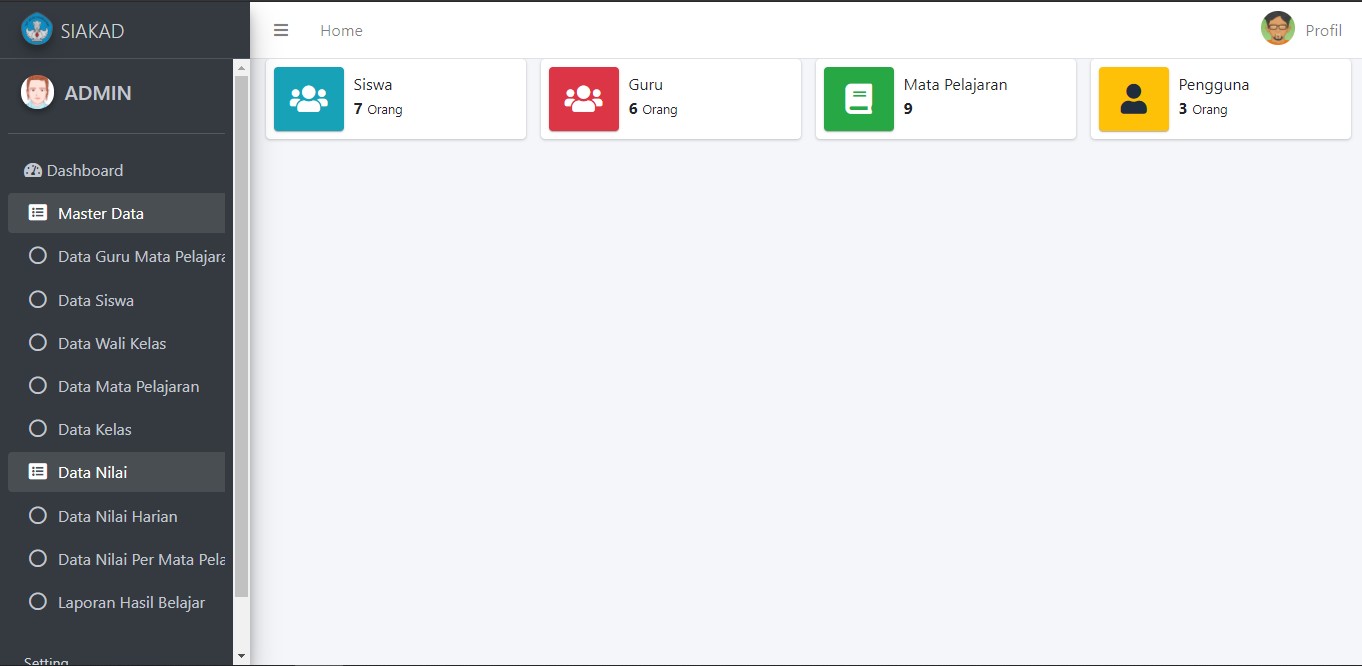 SIAKAD
Home
Profil
ADMIN
Siswa
7 Orang
Guru
6 Orang
Mata Pelajaran
9
Pengguna
3 Orang
Dashboard
Master Data
Data Guru Mata Pelajara
Data Siswa
Data Wali Kelas
Data Mata Pelajaran
Data Kelas
Data Nilai
Data Nilai Harian
Data Nilai Per Mata Pela
Laporan Hasil Belajar
Setting